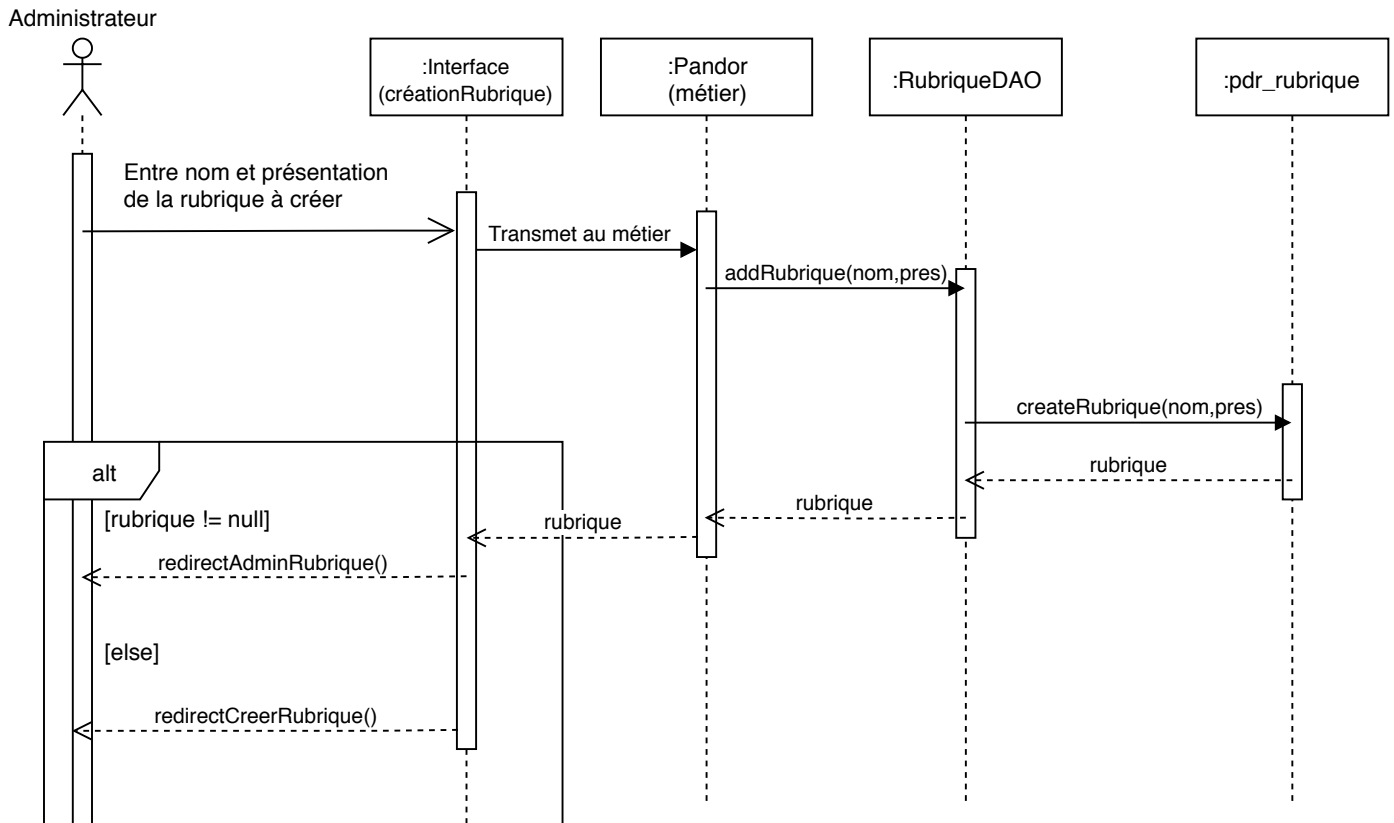 Administrateur
:Interface
(créationRubrique)
:Pandor
(métier)
:RubriqueDAO
:pdr_rubrique
Entre nom et présentation
de la rubrique à créer
Transmet au métier
addRubrique(nom,pres)
createRubrique(nom,pres)
alt
rubrique
rubrique
[rubrique != null]
rubrique
redirectAdminRubrique()
[else]
redirectCreerRubrique()